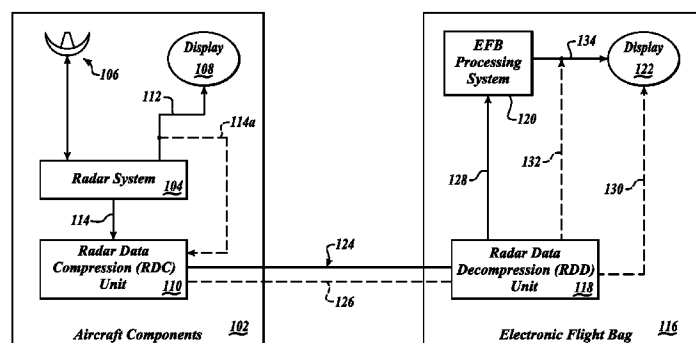 106
Display
108
112
114a
Radar System
104
114
Radar Data
Compression (RDC)
Unit
110
Aircraft Components
102
124
126
EFB
Processing
System
120
134
Display
122
128
132
130
Radar Data
Decompression (RDD)
Unit
118
Electronic Flight Bag
116